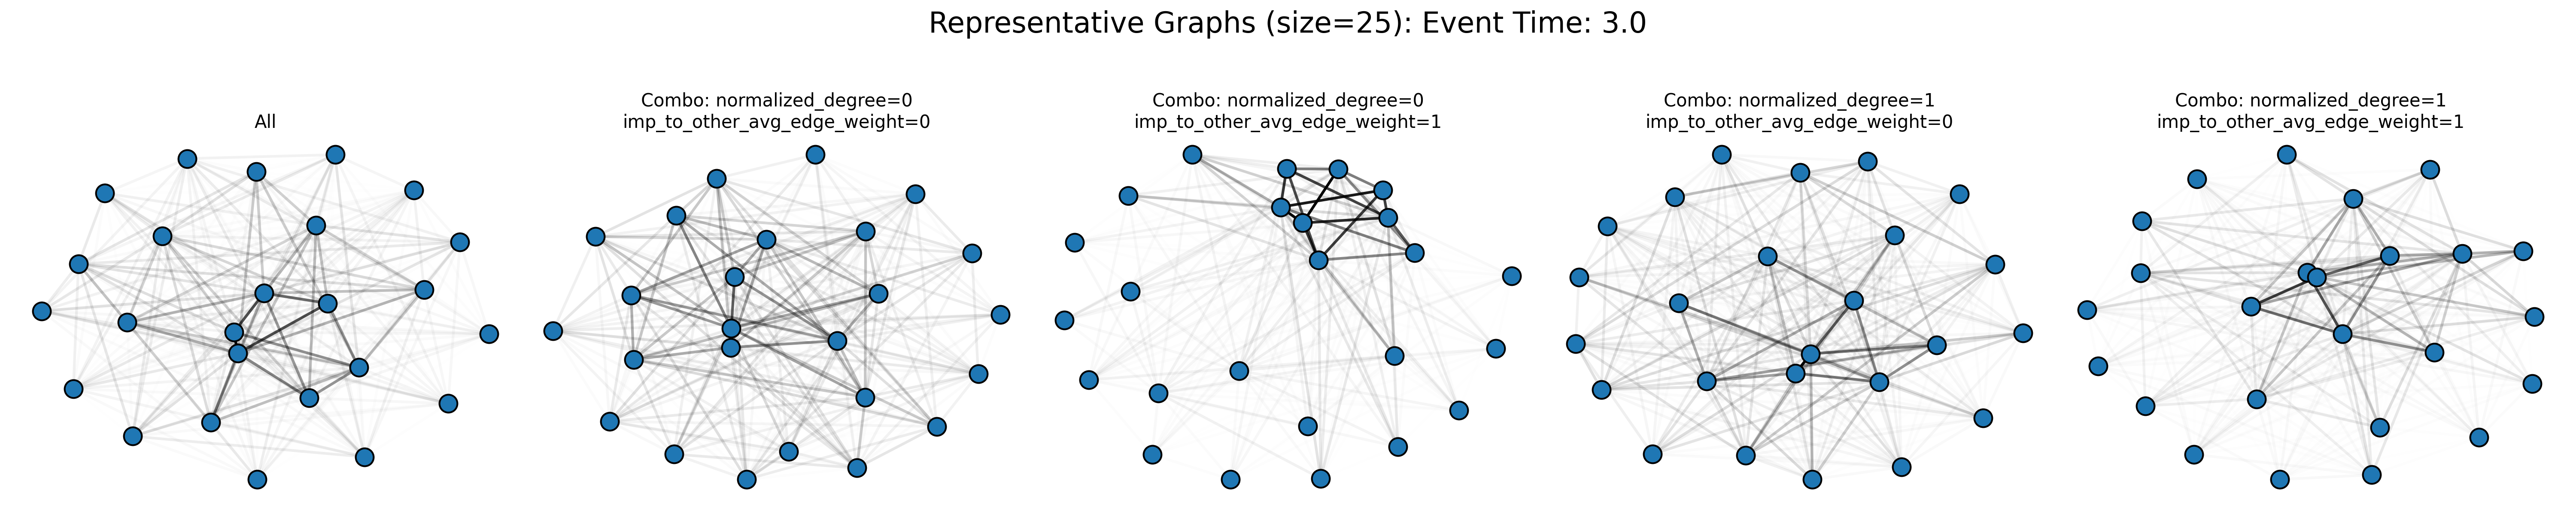 Representative Graphs (size=25): Event Time: 3.0
All
Combo: normalized_degree=0
imp_to_other_avg_edge_weight=0
Combo: normalized_degree=0
imp_to_other_avg_edge_weight=1
Combo: normalized_degree=1
imp_to_other_avg_edge_weight=0
Combo: normalized_degree=1
imp_to_other_avg_edge_weight=1